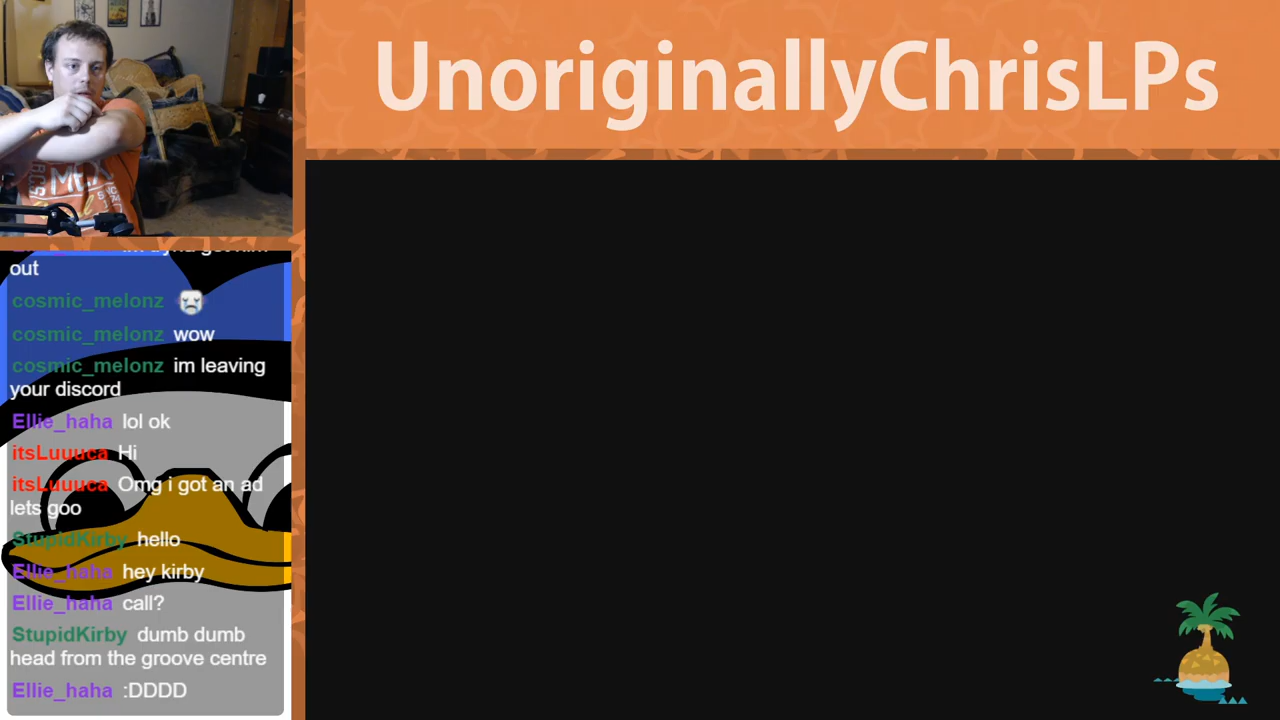 UnoriginallyChrisLPs
out
cosmic_melonz
cosmic_melonz wow
cosmic_melonz im leaving
your discord
Ellie_haha lol ok
itsLuuuca Hi
itsLuuuca Omg i got an ad
lets goo
StupidKirby hello
Ellie_haha hey kirby
Ellie_haha call?
StupidKirby dumb dumb
head from the groove centre
Ellie_haha :DDDD